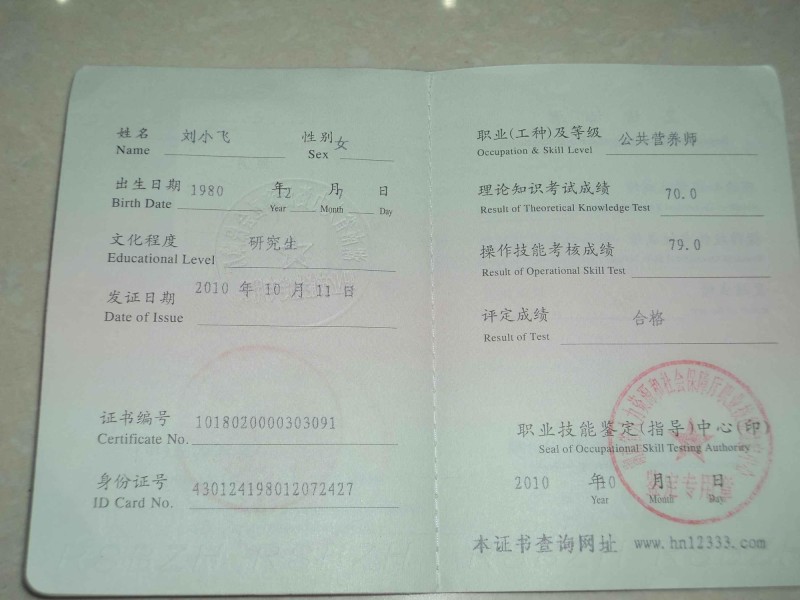 姓名 刘小飞 性别 女
Name Sex
出生日期 1980 年12 月7 日
Birth Date Year Month Day
文化程度 研究生
Educational Level
发证日期 2010 年 10 月 11 日
Date of Issue
证书编号 1018020000303091
Certificate No.
身份证号 430124198012072427
ID Card No.
职业(工种)及等级 公共营养师
Occupation & Skill Level
理论知识考试成绩 70.0
Result of Theoretical Knowledge Test
操作技能考核成绩 79.0
Result of Operational Skill Test
评定成绩 合格
Result of Test
职业技能鉴定(指导)中心(印)
Seal of Occupational Skill Testing Authority
2010 年 月 日
Year Month Day
本证书查询网址 www.hn12333.com